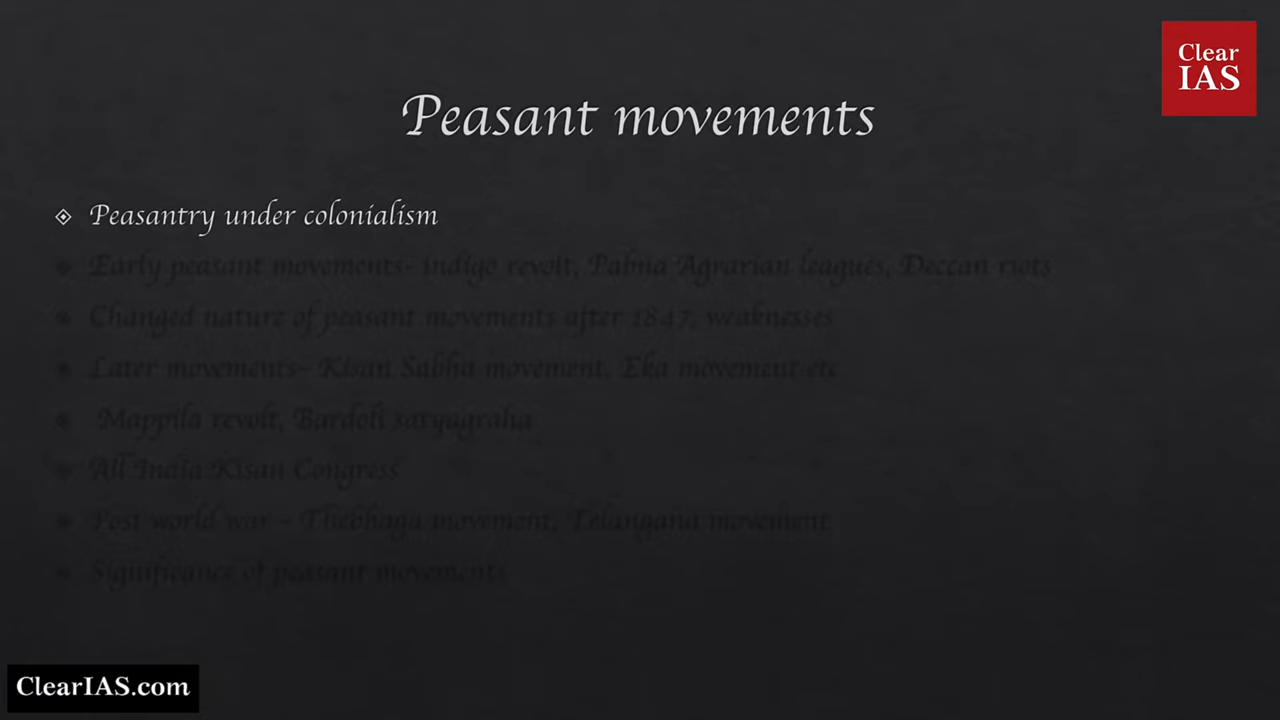 Clear
IAS
Peasant movements
Peasantry under colonialism
Early peasant movements- indigo revolt, Pabna Agrarian leagues, Deccan riots
Changed nature of peasant movements after 1847, weaknesses
Later movements- Kisan Sabha movement, Eka movement etc
Mappila revolt, Bardoli satyagraha
All India Kisan Congress
Post world war - Thebhaga movement, Telangana movement
Significance of peasant movements
ClearIAS.com